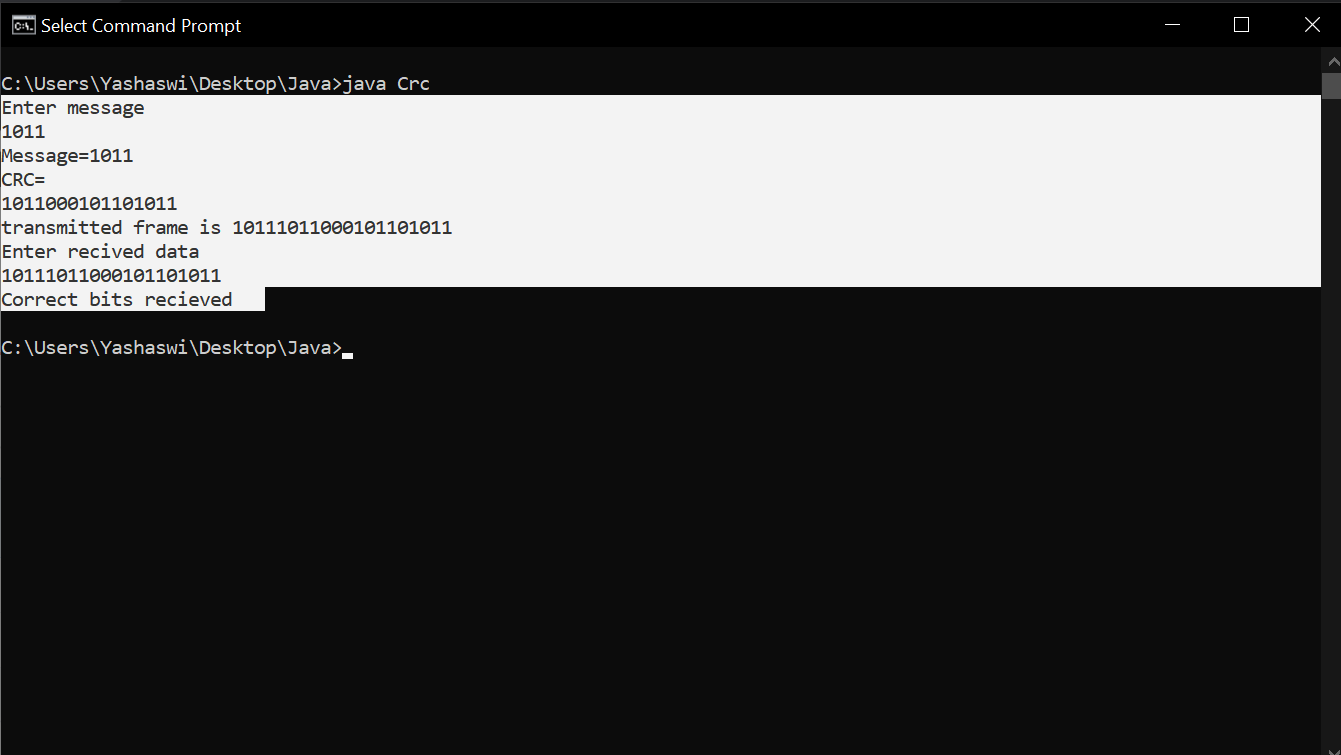 Select Command Prompt
C:\Users\Yashaswi\Desktop\Java>java Crc
Enter message
1011
Message=1011
CRC=
1011000101101011
transmitted frame is 10111011000101101011
Enter recived data
10111011000101101011
Correct bits recieved
C:\Users\Yashaswi\Desktop\Java>